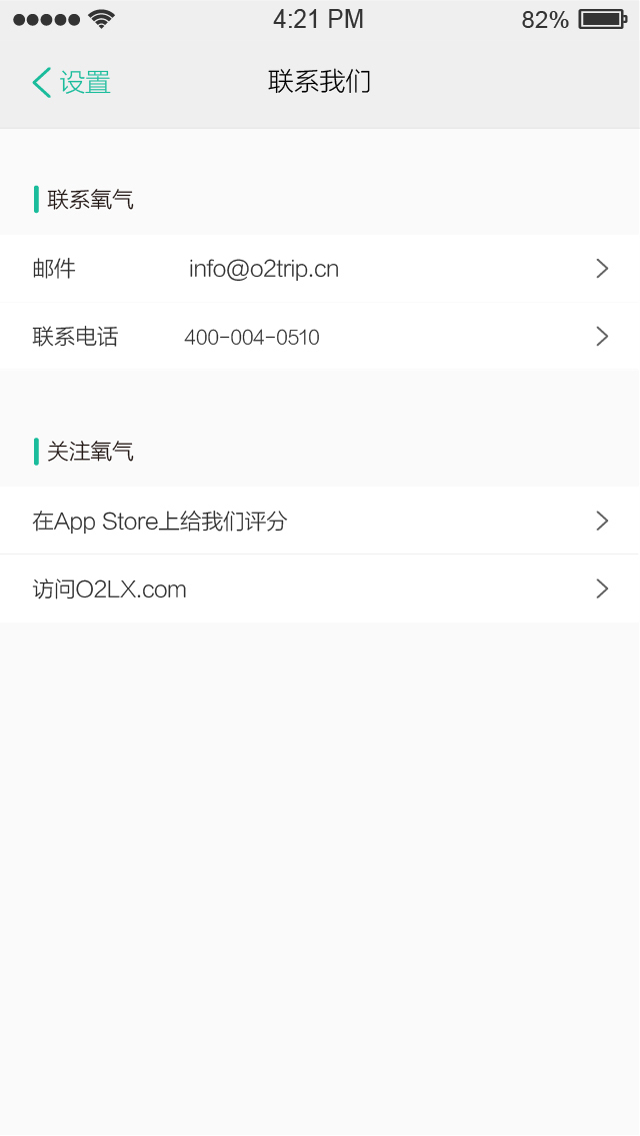 4:21 PM 82%
设置 联系我们
联系氧气
邮件 info@o2trip.cn
联系电话 400-004-0510
关注氧气
在App Store上给我们评分
访问O2LX.com